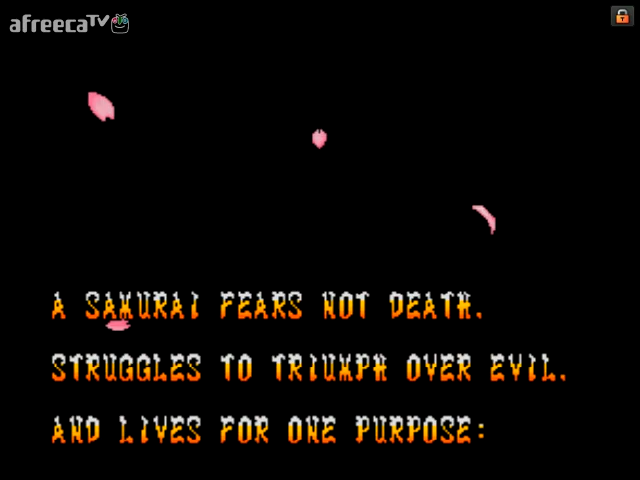 afreecaTV
A SAMURAI FEARS NOT DEATH.
STRUGGLES TO TRIUMPH OVER EVIL.
AND LIVES FOR ONE PURPOSE: